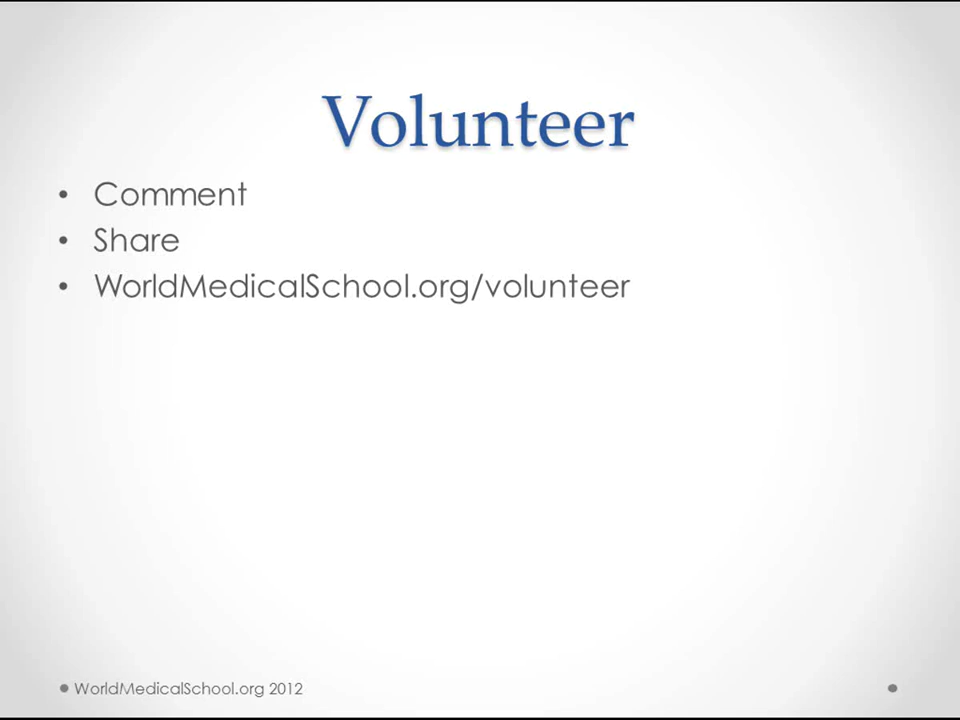 Volunteer
• Comment
• Share
• WorldMedicalSchool.org/volunteer
WorldMedicalSchool.org 2012